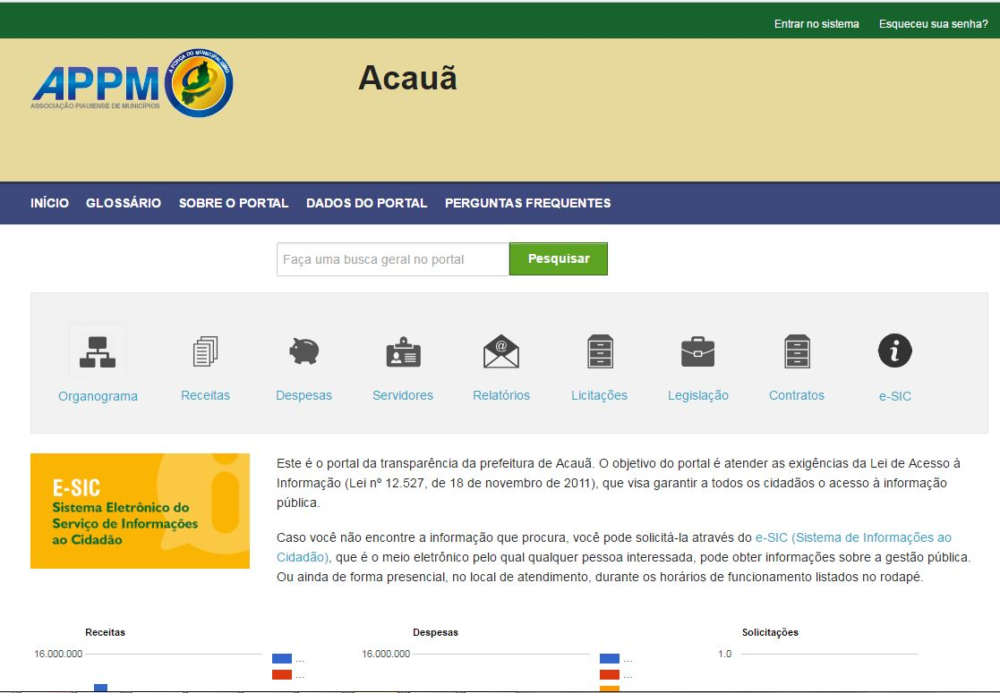 Entrar no sistema Esqueceu sua senha?
A FORÇA DO MUNICIPALISMO
APPM
ASSOCIAÇÃO PIAUIENSE DE MUNICÍPIOS
Acauã
INÍCIO GLOSSÁRIO SOBRE O PORTAL DADOS DO PORTAL PERGUNTAS FREQUENTES
Faça uma busca geral no portal Pesquisar
Organograma Receitas Despesas Servidores Relatórios Licitações Legislação Contratos e-SIC
E-SIC
Sistema Eletrônico do
Serviço de Informações
ao Cidadão
Este é o portal da transparência da prefeitura de Acauã. O objetivo do portal é atender as exigências da Lei de Acesso à
Informação (Lei nº 12.527, de 18 de novembro de 2011), que visa garantir a todos os cidadãos o acesso à informação
pública.
Caso você não encontre a informação que procura, você pode solicitá-la através do e-SIC (Sistema de Informações ao
Cidadão), que é o meio eletrônico pelo qual qualquer pessoa interessada, pode obter informações sobre a gestão pública.
Ou ainda de forma presencial, no local de atendimento, durante os horários de funcionamento listados no rodapé.
Receitas Despesas Solicitações
16.000.000 ... 16.000.000 ... 1.0
... ...